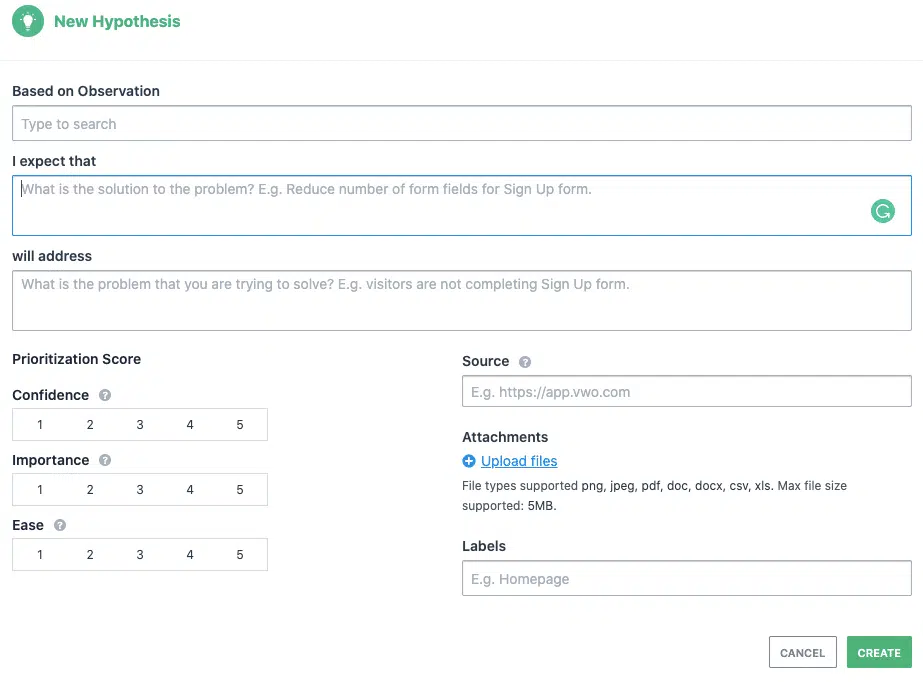 New Hypothesis
Based on Observation
Type to search
I expect that
What is the solution to the problem? E.g. Reduce number of form fields for Sign Up form.
will address
What is the problem that you are trying to solve? E.g. visitors are not completing Sign Up form.
Prioritization Score
Confidence ?
1 2 3 4 5
Importance ?
1 2 3 4 5
Ease ?
1 2 3 4 5
Source ?
E.g. https://app.vwo.com
Attachments
Upload files
File types supported png, jpeg, pdf, doc, docx, csv, xls. Max file size
supported: 5MB.
Labels
E.g. Homepage
CANCEL CREATE